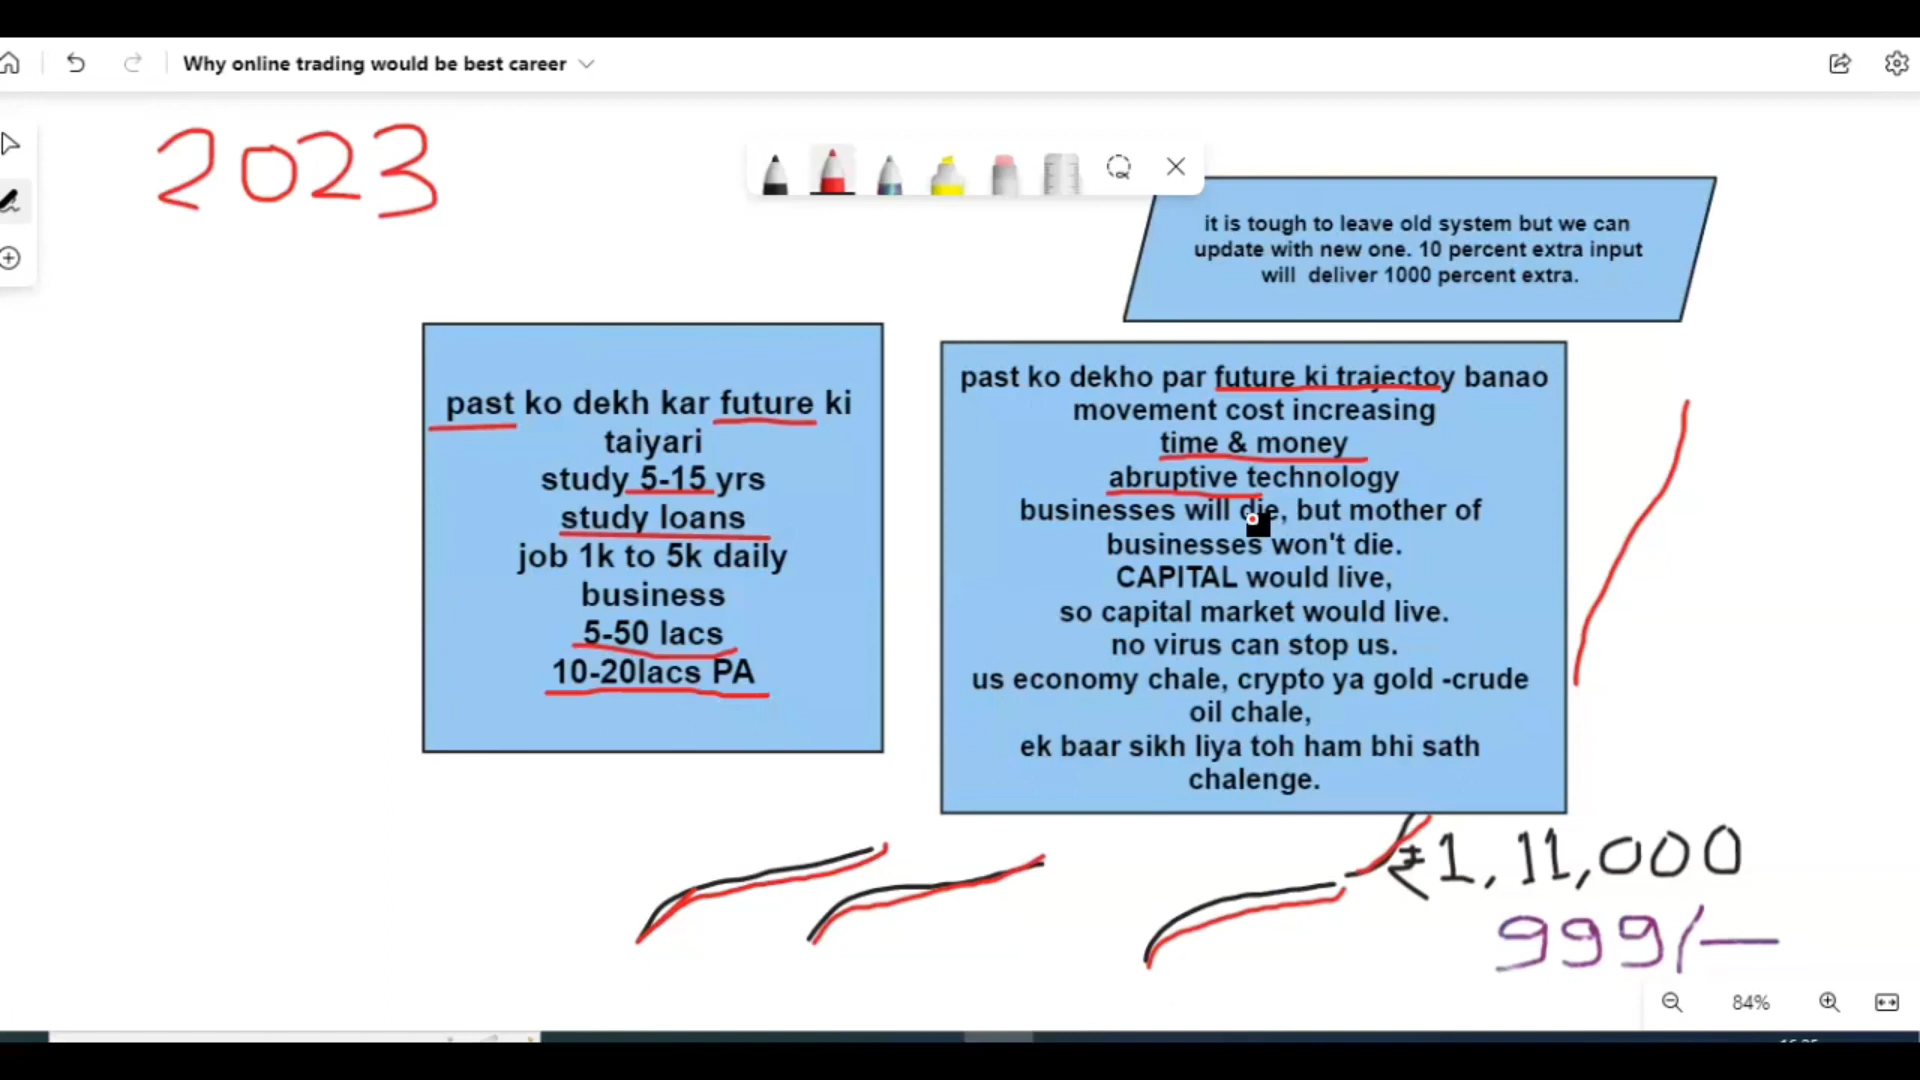 Why online trading would be best career
2023
it is tough to leave old system but we can
update with new one. 10 percent extra input
will deliver 1000 percent extra.
past ko dekh kar future ki
taiyari
study 5-15 yrs
study loans
job 1k to 5k daily
business
5-50 lacs
10-20lacs PA
past ko dekho par future ki trajectoy banao
movement cost increasing
time & money
abruptive technology
businesses will die, but mother of
businesses won't die.
CAPITAL would live,
so capital market would live.
no virus can stop us.
us economy chale, crypto ya gold -crude
oil chale,
ek baar sikh liya toh ham bhi sath
chalenge.
₹1,11,000
999/—
84%